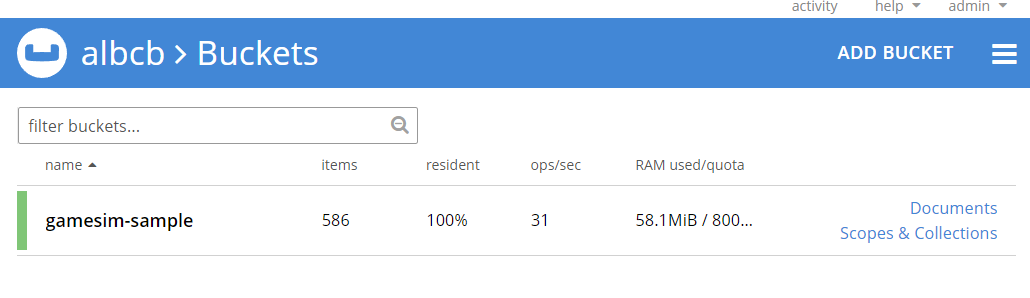 activity help admin
albcb > Buckets ADD BUCKET
filter buckets...
name items resident ops/sec RAM used/quota
gamesim-sample 586 100% 31 58.1MiB / 800... Documents
Scopes & Collections